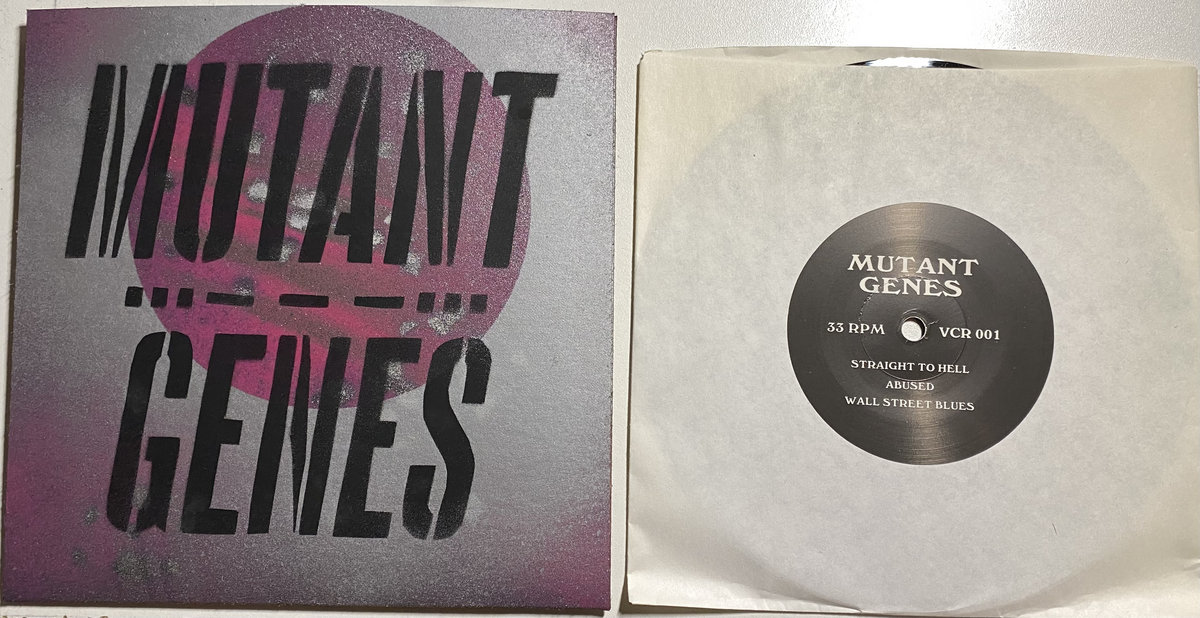 MUTANT
...---...
GENES
MUTANT
GENES
33 RPM VCR 001
STRAIGHT TO HELL
ABUSED
WALL STREET BLUES